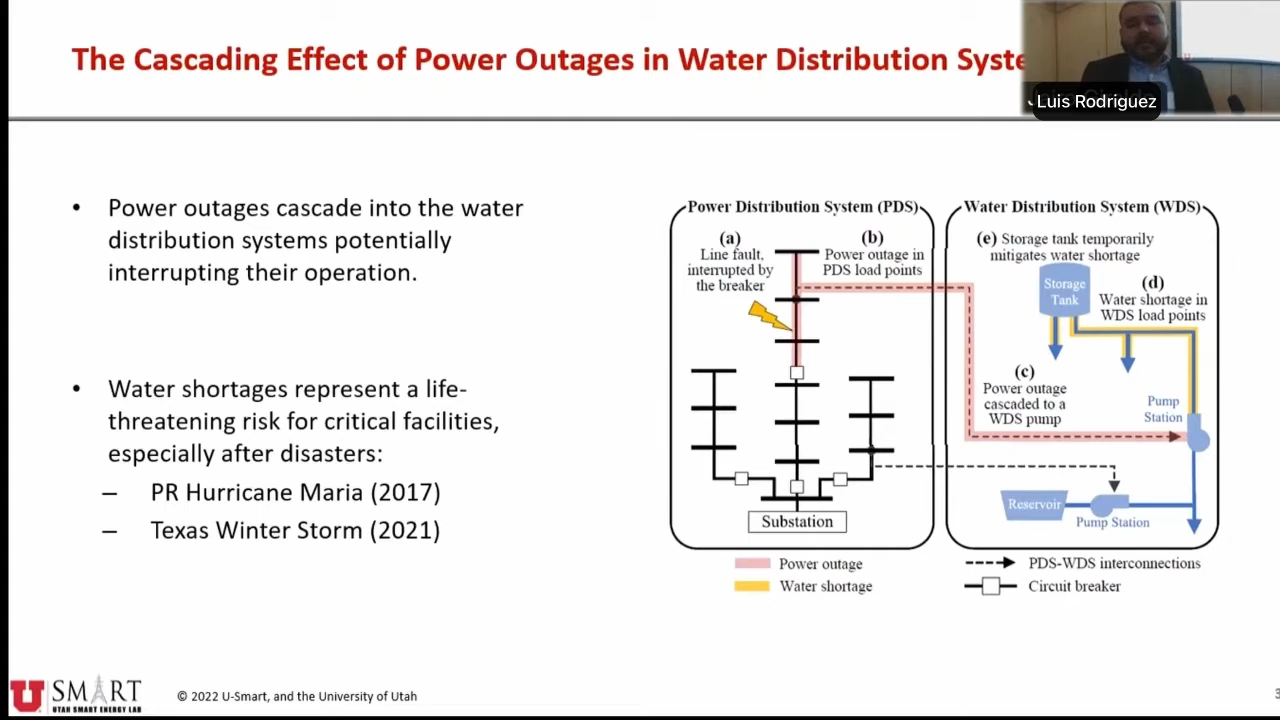 The Cascading Effect of Power Outages in Water Distribution Syste
Luis Rodriguez
• Power outages cascade into the water
distribution systems potentially
interrupting their operation.
• Water shortages represent a life-
threatening risk for critical facilities,
especially after disasters:
– PR Hurricane Maria (2017)
– Texas Winter Storm (2021)
Power Distribution System (PDS)
(a)
Line fault,
interrupted by
the breaker
(b)
Power outage in
PDS load points
Substation
Water Distribution System (WDS)
(e) Storage tank temporarily
mitigates water shortage
Storage
Tank
(d)
Water shortage in
WDS load points
(c)
Power outage
cascaded to a
WDS pump
Pump
Station
Reservoir
Pump Station
Power outage
Water shortage
PDS-WDS interconnections
Circuit breaker
U SMART
UTAH SMART ENERGY LAB
© 2022 U-Smart, and the University of Utah
3